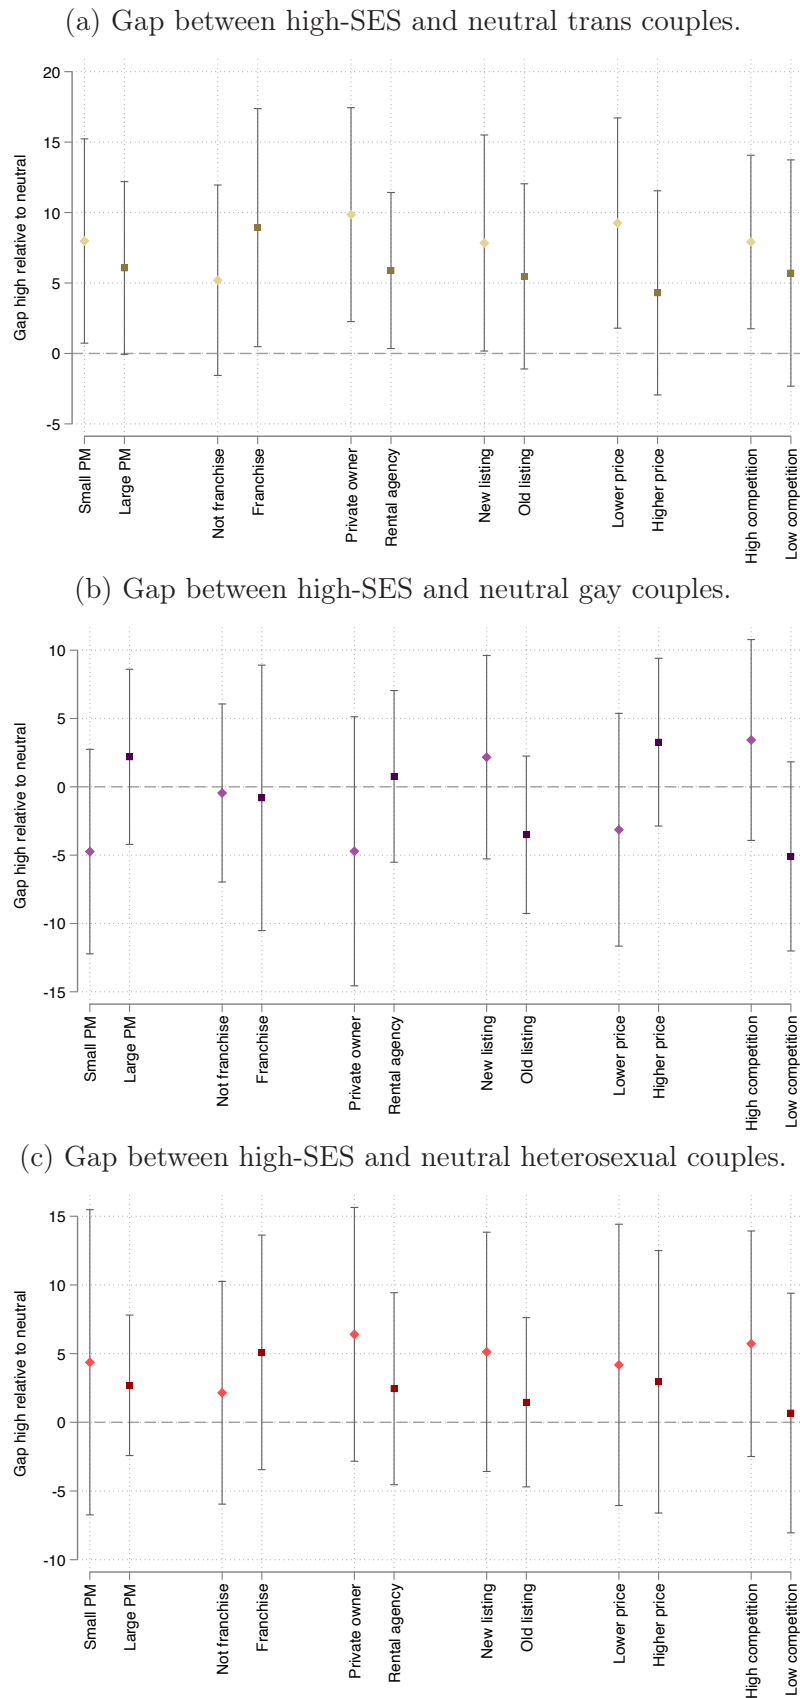 (a) Gap between high-SES and neutral trans couples.
Gap high relative to neutral
20
15
10
5
0
-5
Small PM
Large PM
Not franchise
Franchise
Private owner
Rental agency
New listing
Old listing
Lower price
Higher price
High competition
Low competition
(b) Gap between high-SES and neutral gay couples.
Gap high relative to neutral
10
5
0
-5
-10
-15
Small PM
Large PM
Not franchise
Franchise
Private owner
Rental agency
New listing
Old listing
Lower price
Higher price
High competition
Low competition
(c) Gap between high-SES and neutral heterosexual couples.
Gap high relative to neutral
15
10
5
0
-5
-10
Small PM
Large PM
Not franchise
Franchise
Private owner
Rental agency
New listing
Old listing
Lower price
Higher price
High competition
Low competition